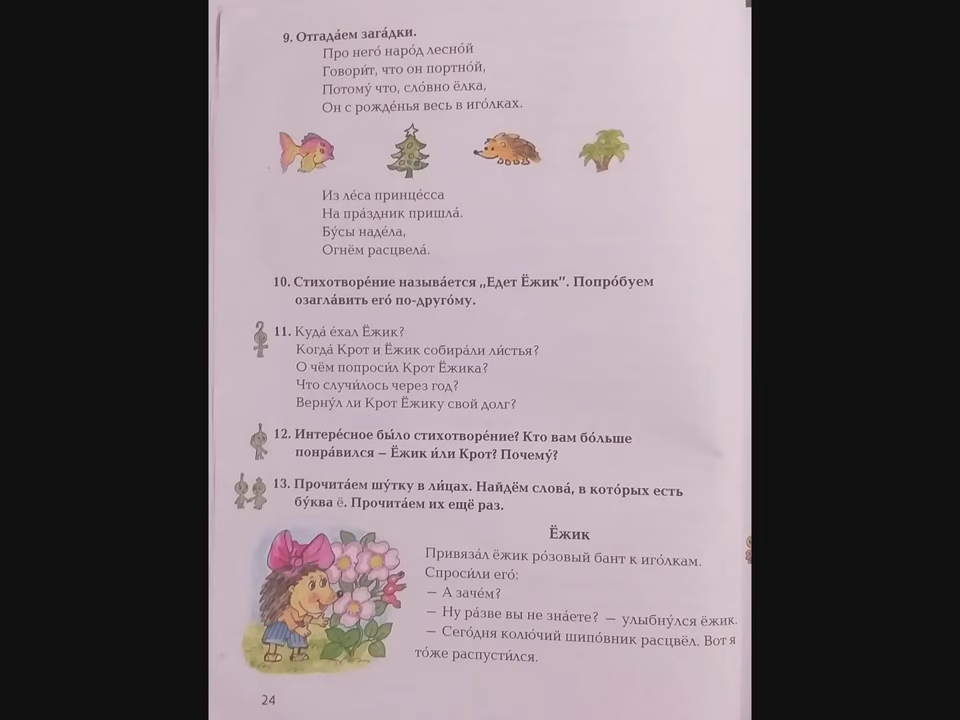 9. Отгада́ем зага́дки.
Про него́ наро́д лесно́й
Говори́т, что он портно́й,
Потому́ что, сло́вно ёлка,
Он с рожде́нья весь в иго́лках.
Из ле́са принце́сса
На пра́здник пришла́.
Бу́сы наде́ла,
Огнём расцвела́.
10. Стихотворе́ние называ́ется „Едет Ёжик”. Попро́буем
озагла́вить его́ по-друго́му.
11. Куда́ е́хал Ёжик?
Когда́ Крот и Ёжик собира́ли ли́стья?
О чём попроси́л Крот Ёжика?
Что случи́лось через год?
Верну́л ли Крот Ёжику свой долг?
12. Интере́сное бы́ло стихотворе́ние? Кто вам бо́льше
понра́вился – Ёжик и́ли Крот? Почему́?
13. Прочита́ем шу́тку в ли́цах. Найдём слова́, в кото́рых есть
бу́ква ё. Прочита́ем их ещё раз.
Ёжик
Привяза́л ёжик ро́зовый бант к иго́лкам.
Спроси́ли его́:
— А заче́м?
— Ну ра́зве вы не зна́ете? — улыбну́лся ёжик.
— Сего́дня колю́чий шипо́вник расцвёл. Вот я
то́же распусти́лся.
24